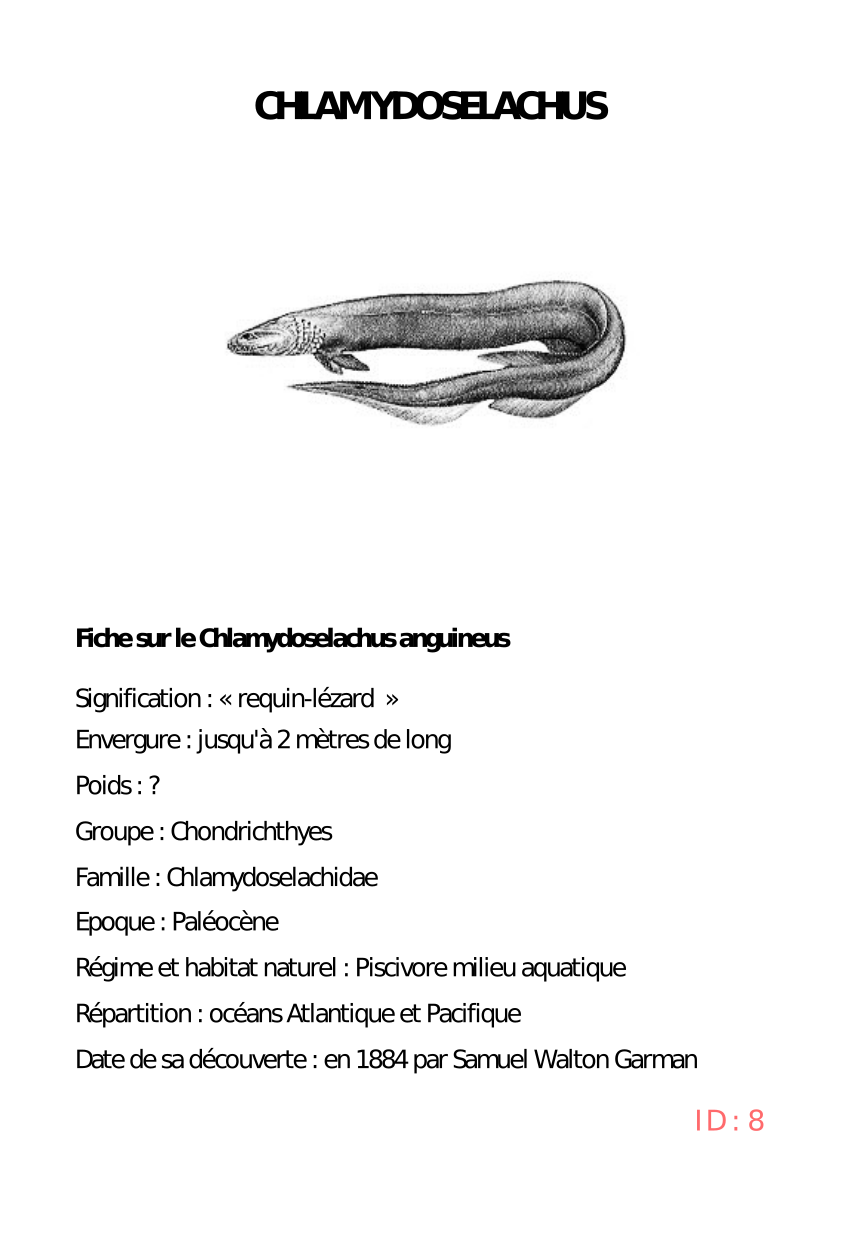 CHLAMYDOSELACHUS
Fiche sur le Chlamydoselachus anguineus
Signification : « requin-lézard  »
Envergure : jusqu'à 2 mètres de long
Poids : ?
Groupe : Chondrichthyes
Famille : Chlamydoselachidae
Epoque : Paléocène
Régime et habitat naturel : Piscivore milieu aquatique
Répartition : océans Atlantique et Pacifique
Date de sa découverte : en 1884 par Samuel Walton Garman
ID : 8